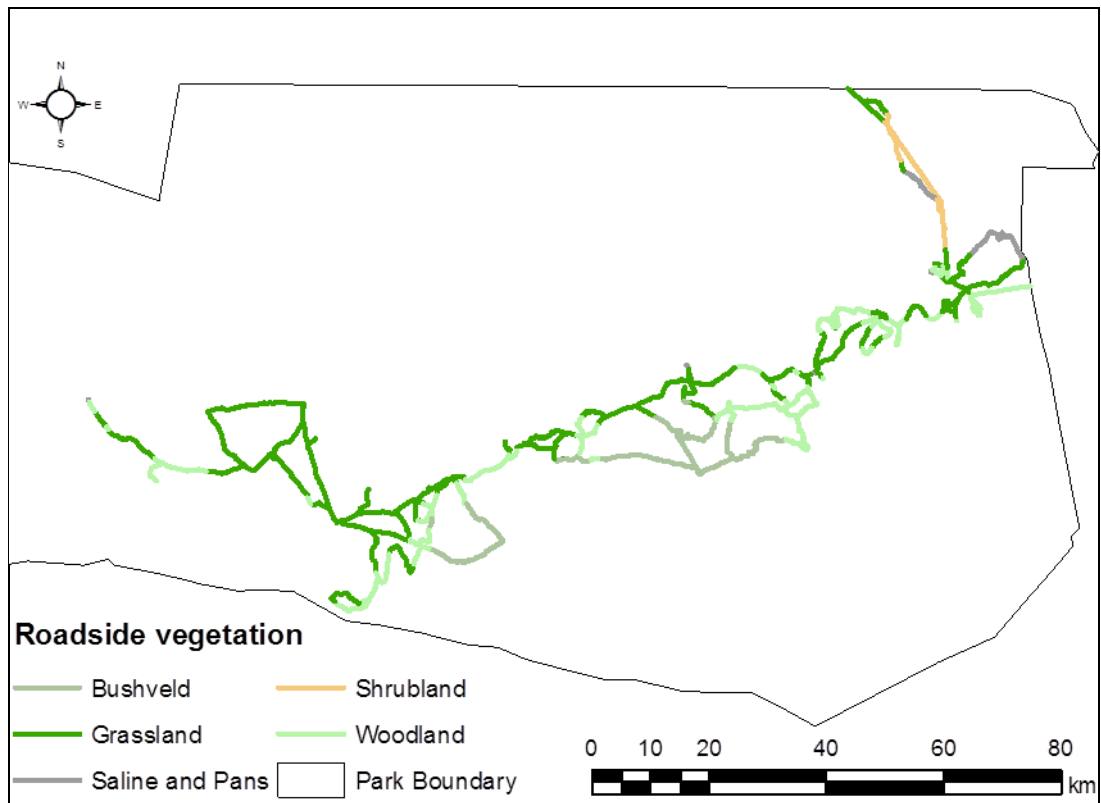 N
W E
S
Roadside vegetation
Bushveld Shrubland
Grassland Woodland
Saline and Pans Park Boundary
0 10 20 40 60 80
km